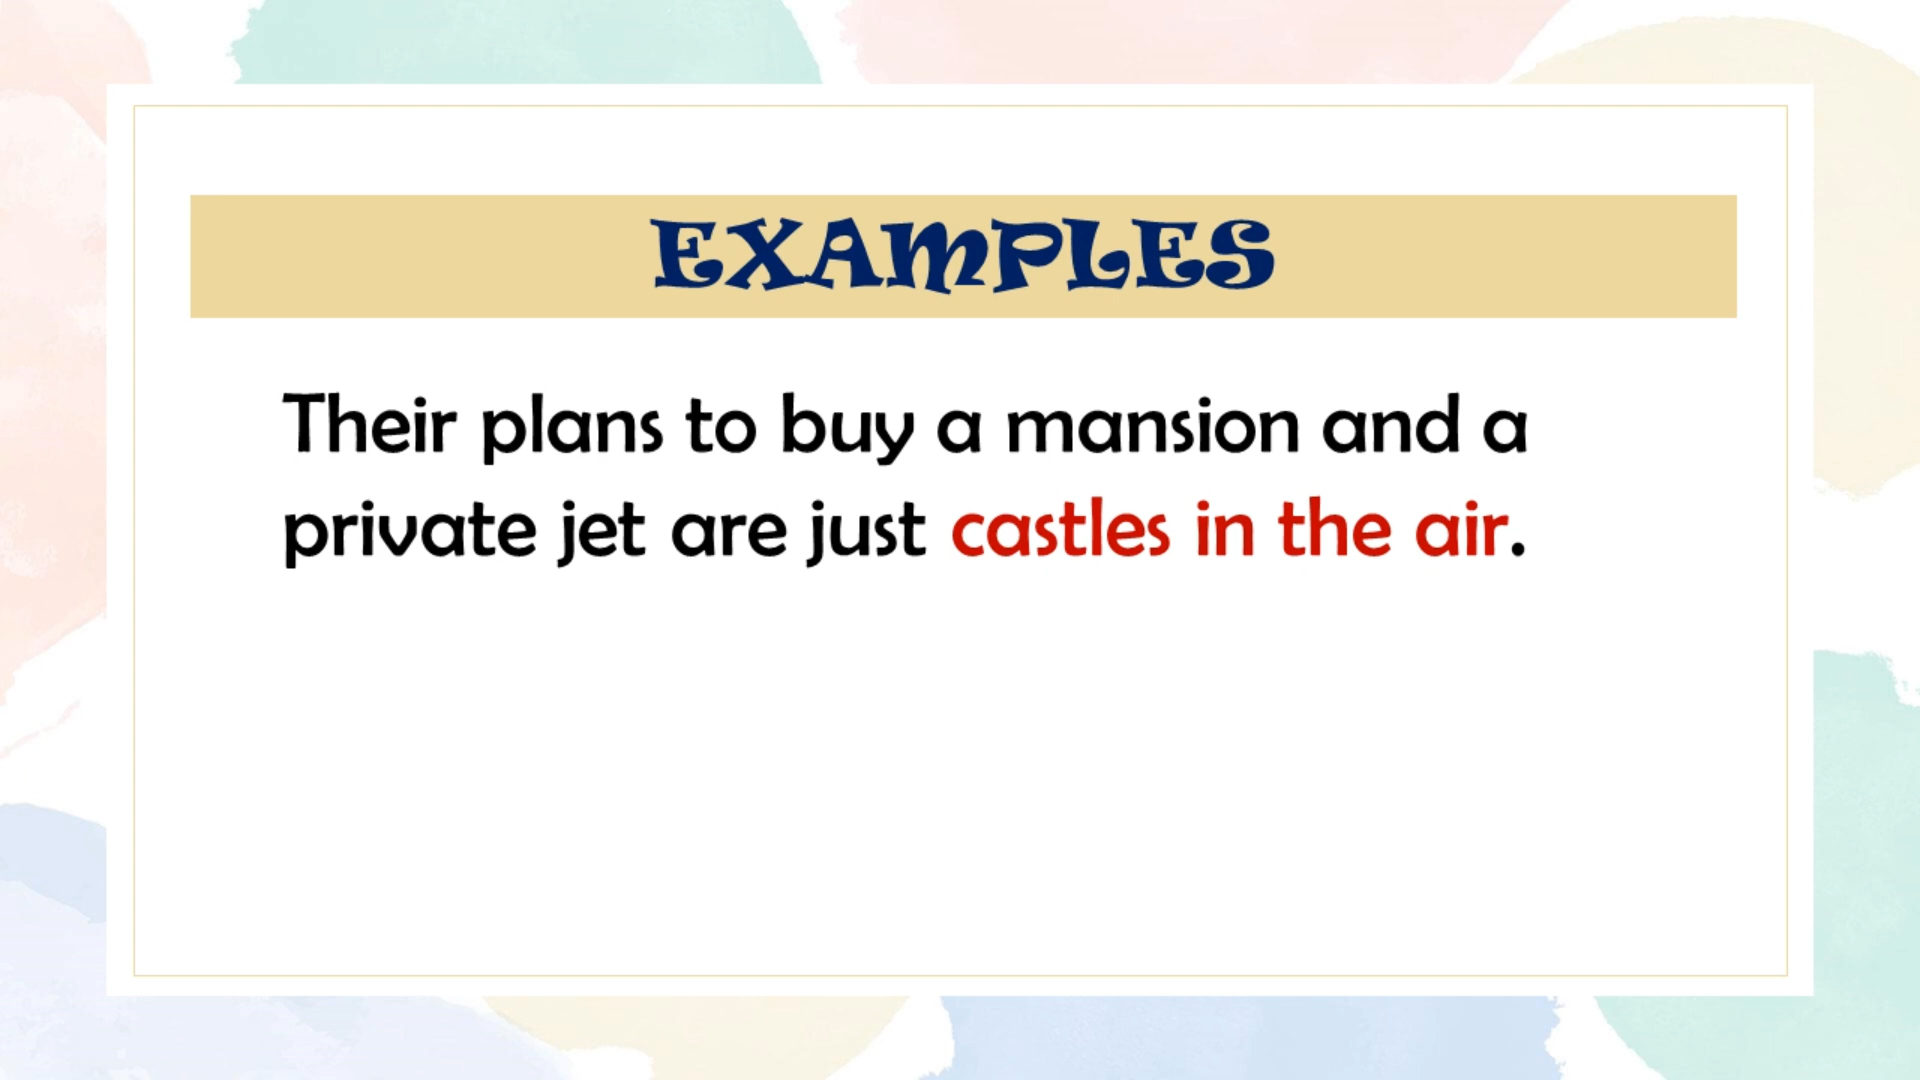 EXAMPLES
Their plans to buy a mansion and a
private jet are just castles in the air.